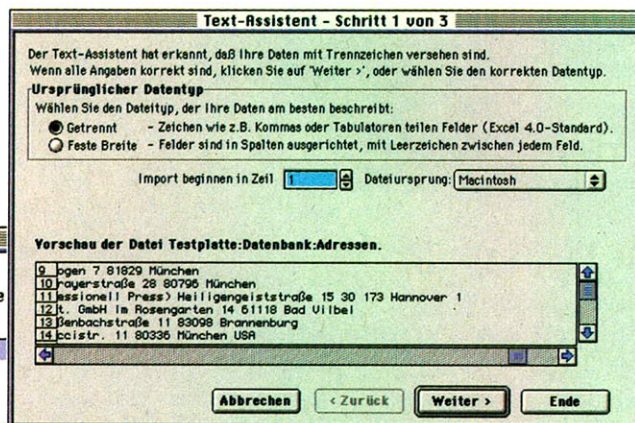 Text-Assistent – Schritt 1 von 3
Der Text-Assistent hat erkannt, daß Ihre Daten mit Trennzeichen versehen sind.
Wenn alle Angaben korrekt sind, klicken Sie auf 'Weiter >', oder wählen Sie den korrekten Datentyp.
Ursprünglicher Datentyp
Wählen Sie den Dateityp, der Ihre Daten am besten beschreibt:
Getrennt – Zeichen wie z.B. Kommas oder Tabulatoren teilen Felder (Excel 4.0-Standard).
Feste Breite – Felder sind in Spalten ausgerichtet, mit Leerzeichen zwischen jedem Feld.
Import beginnen in Zeil 1 Dateiursprung: Macintosh
Vorschau der Datei Testplatte:Datenbank:Adressen.
9 ogen 7 81829 München
10 rayerstraße 28 80796 München
11 essionell Press) Heiligengeiststraße 15 30 173 Hannover 1
12 t. GmbH Im Rosengarten 14 61118 Bad Vilbel
13 ßenbachstraße 11 83098 Brannenburg
14 ccistr. 11 80336 München USA
Abbrechen < Zurück Weiter > Ende
e